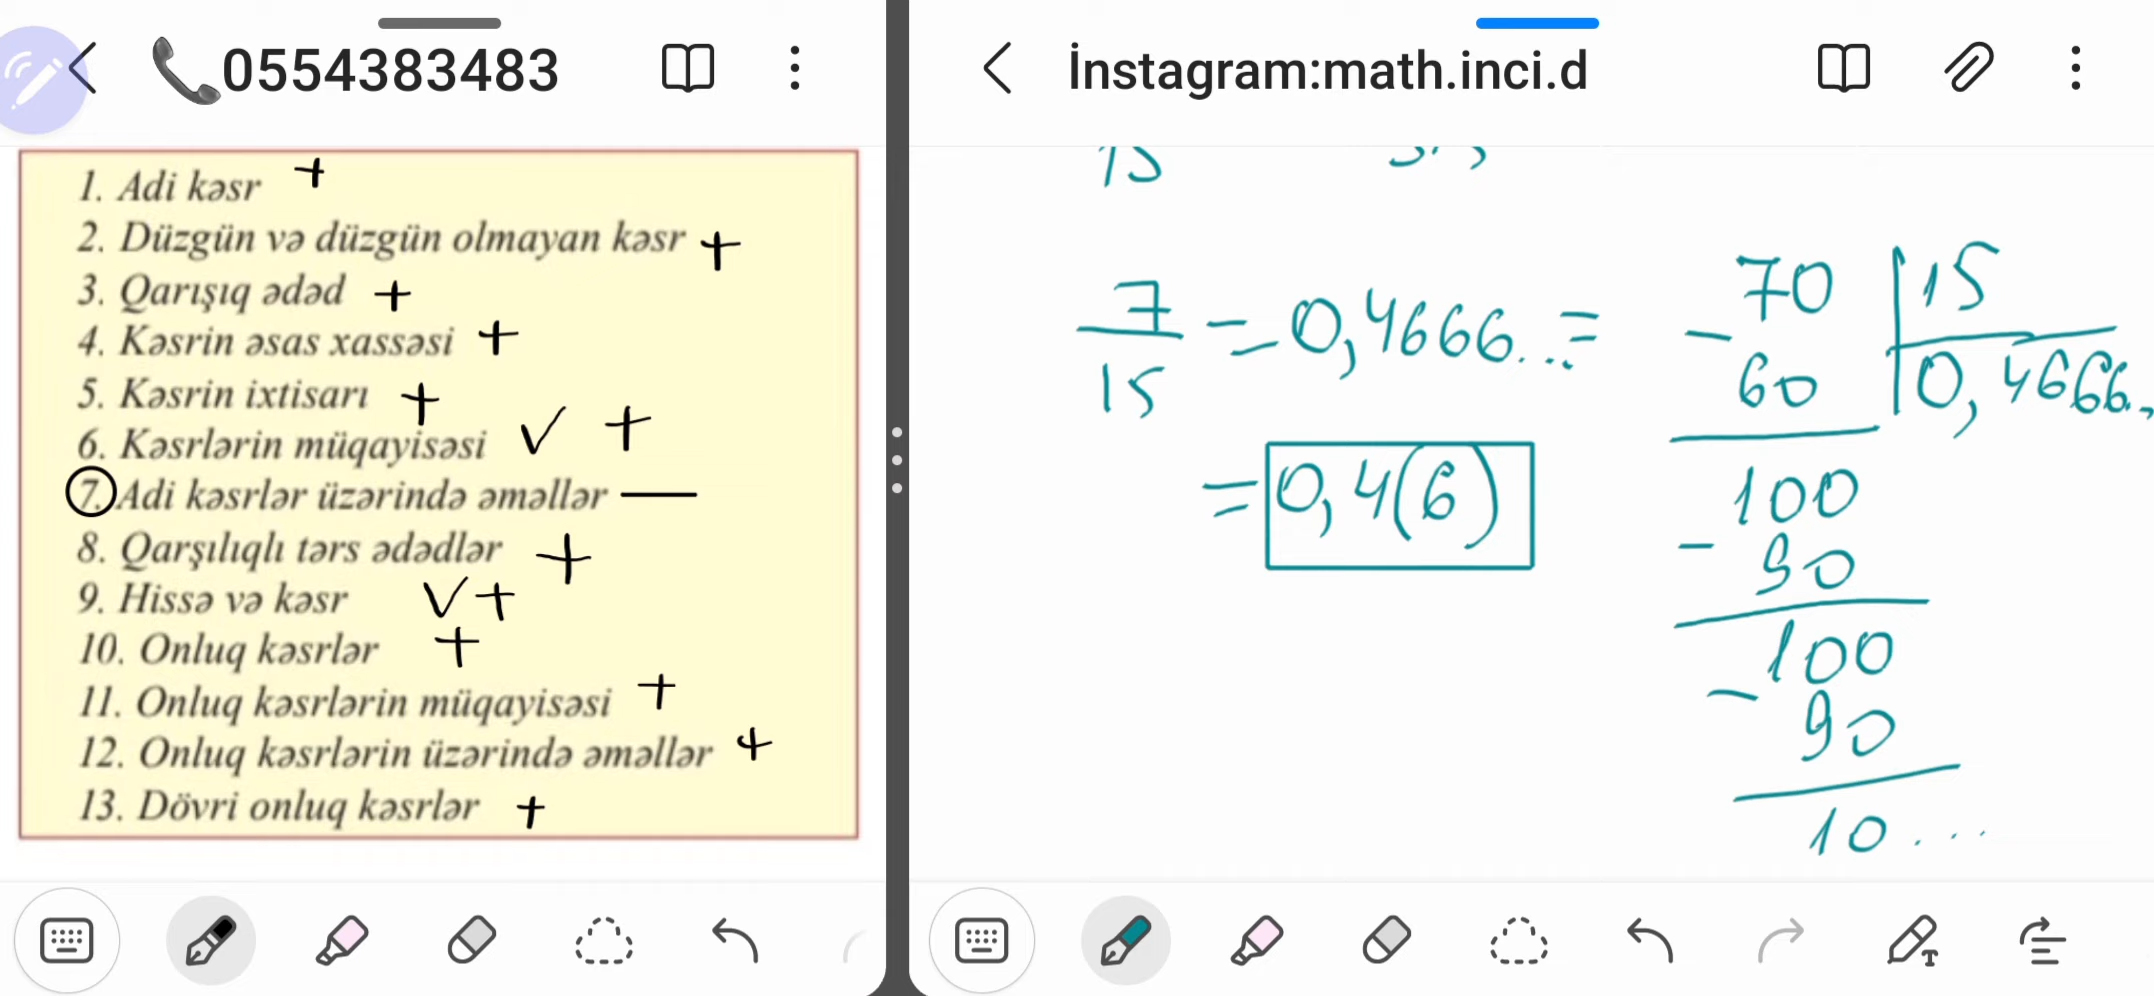 0554383483
1. Adi kəsr +
2. Düzgün və düzgün olmayan kəsr +
3. Qarışıq ədəd +
4. Kəsrin əsas xassəsi +
5. Kəsrin ixtisarı +
6. Kəsrlərin müqayisəsi ✓ +
7. Adi kəsrlər üzərində əməllər —
8. Qarşılıqlı tərs ədədlər +
9. Hissə və kəsr ✓ +
10. Onluq kəsrlər +
11. Onluq kəsrlərin müqayisəsi +
12. Onluq kəsrlərin üzərində əməllər +
13. Dövri onluq kəsrlər +
İnstagram:math.inci.d
15
7/15 = 0,4666... =
= 0,4(6)
70 | 15
- 60 | 0,4666..
100
- 90
100
- 90
10 ....
T